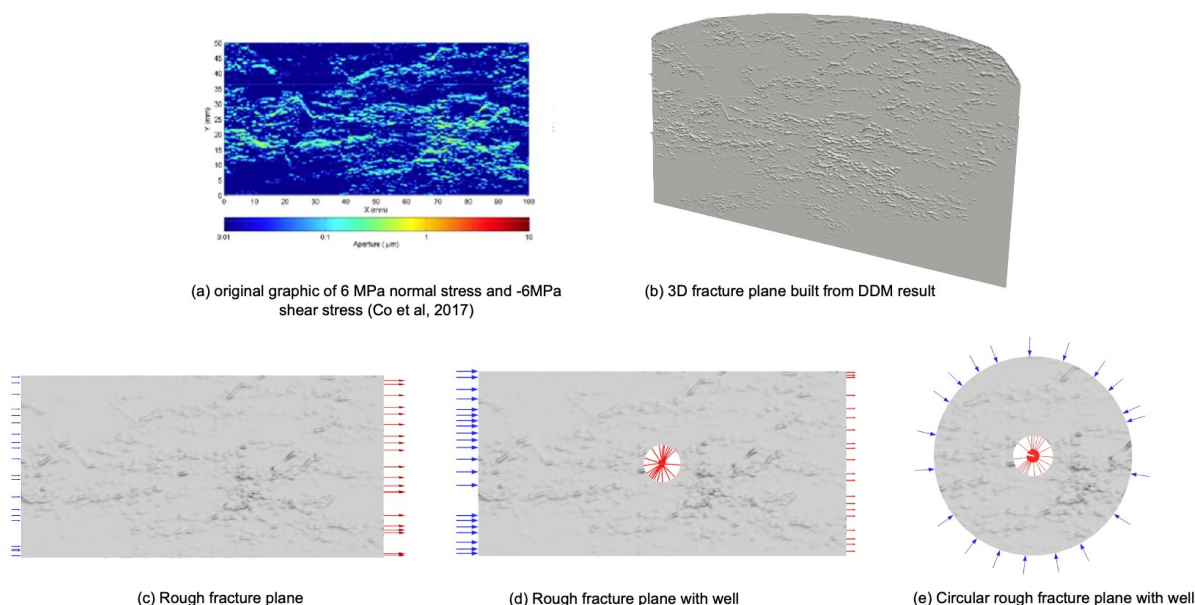 50
45
40
35
30
25
20
15
10
5
0
Y (mm)
0 10 20 30 40 50 60 70 80 90 100
X (mm)
0.01 0.1 1 10
Aperture (μm)
(a) original graphic of 6 MPa normal stress and -6MPa
shear stress (Co et al, 2017)
(b) 3D fracture plane built from DDM result
(c) Rough fracture plane
(d) Rough fracture plane with well
(e) Circular rough fracture plane with well